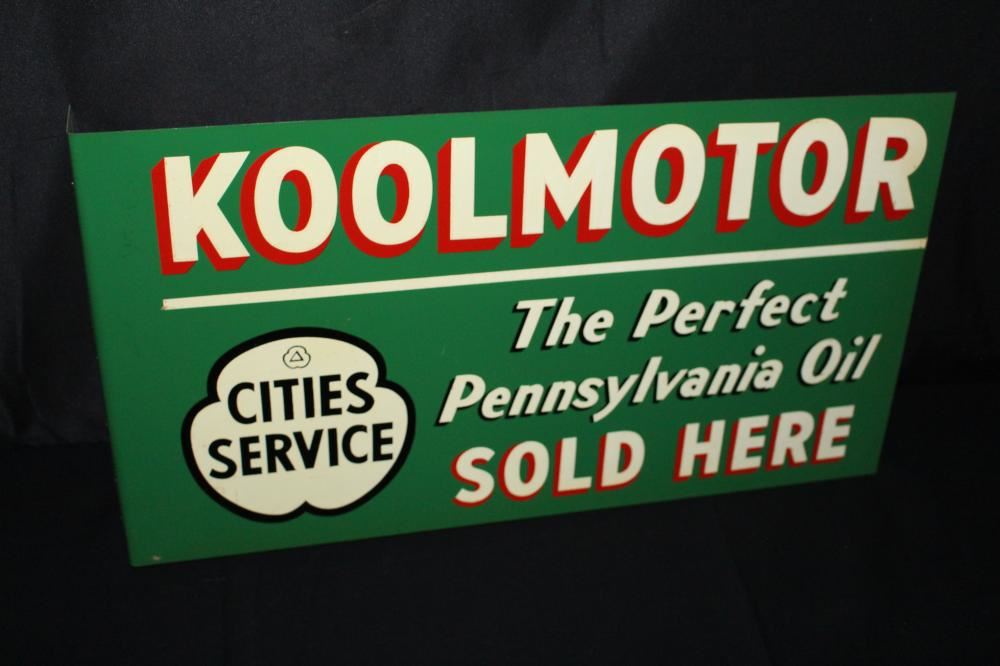 KOOLMOTOR
The Perfect
Pennsylvania Oil
SOLD HERE
CITIES
SERVICE